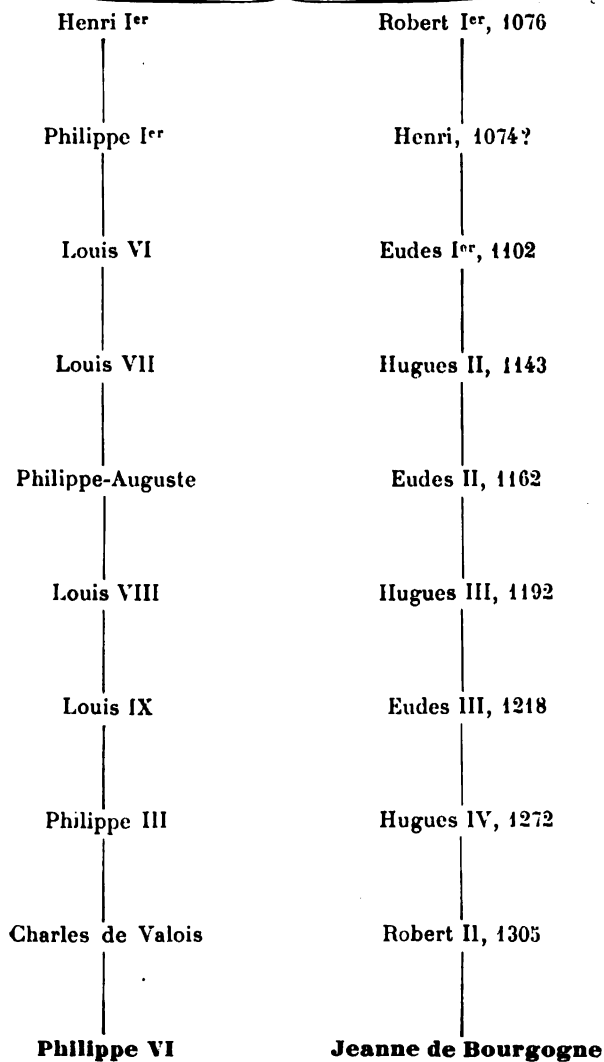 Henri Iᵉʳ Robert Iᵉʳ, 1076
Philippe Iᵉʳ Henri, 1074?
Louis VI Eudes Iᵉʳ, 1102
Louis VII Hugues II, 1143
Philippe-Auguste Eudes II, 1162
Louis VIII Hugues III, 1192
Louis IX Eudes III, 1218
Philippe III Hugues IV, 1272
Charles de Valois Robert II, 1305
Philippe VI Jeanne de Bourgogne